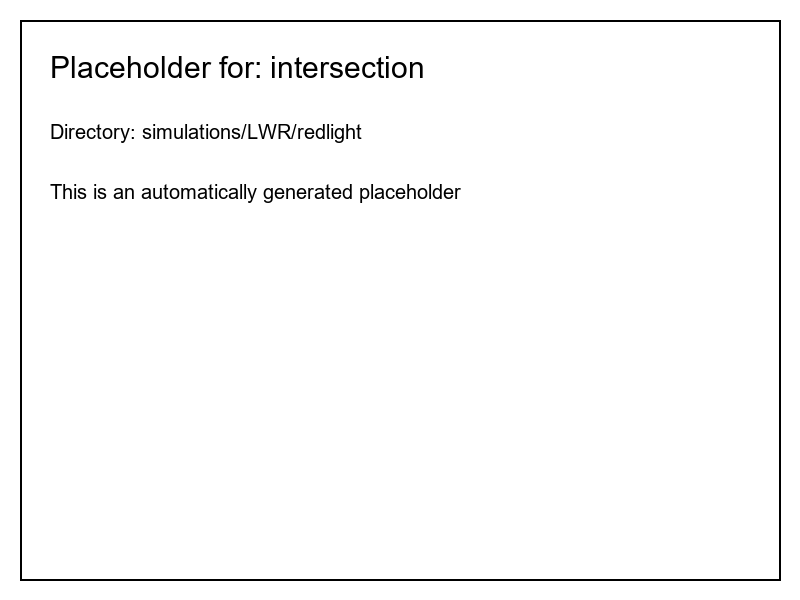 Placeholder for: intersection
Directory: simulations/LWR/redlight
This is an automatically generated placeholder